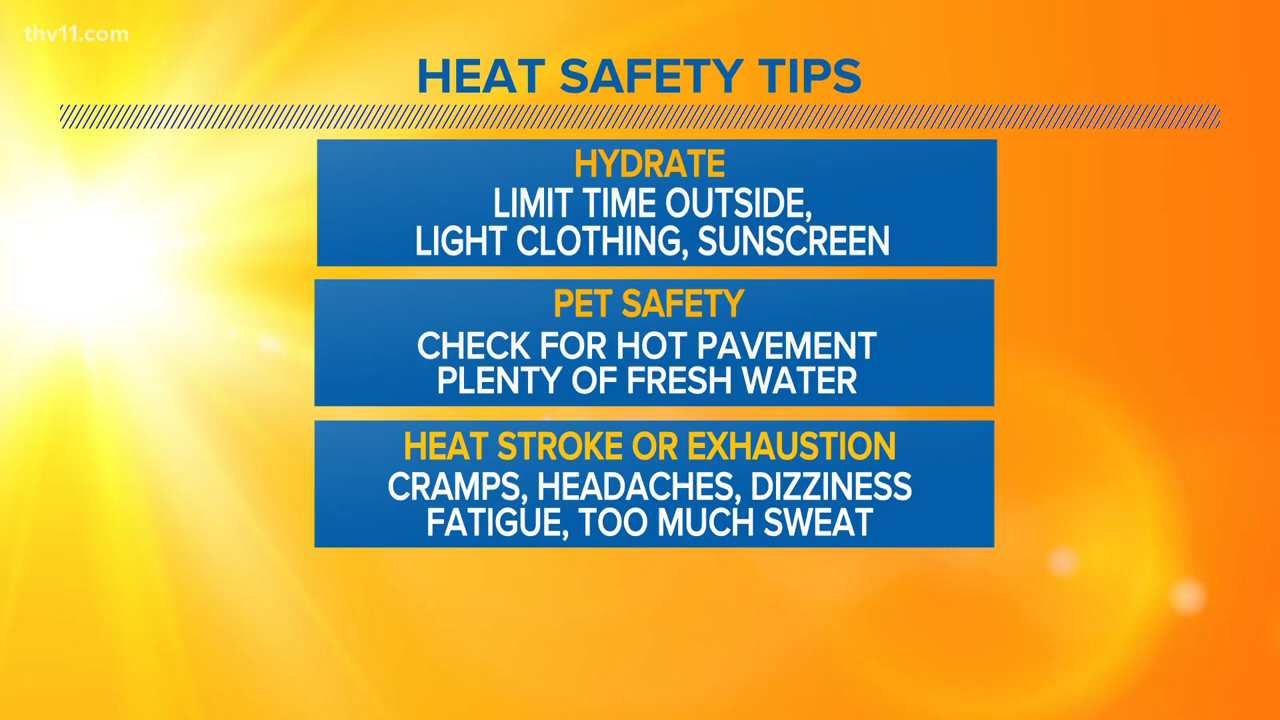 thv11.com
HEAT SAFETY TIPS
HYDRATE
LIMIT TIME OUTSIDE,
LIGHT CLOTHING, SUNSCREEN
PET SAFETY
CHECK FOR HOT PAVEMENT
PLENTY OF FRESH WATER
HEAT STROKE OR EXHAUSTION
CRAMPS, HEADACHES, DIZZINESS
FATIGUE, TOO MUCH SWEAT